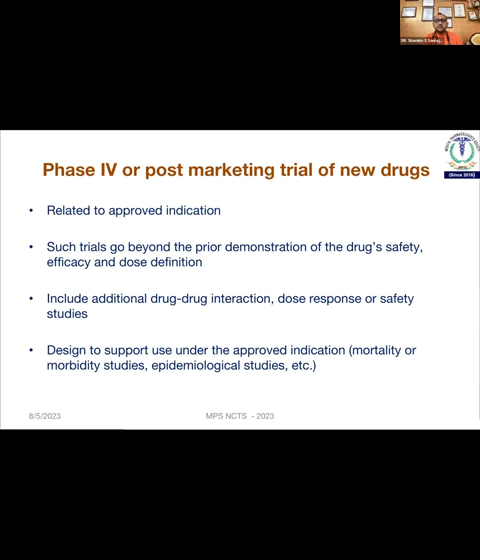 DR. Shambo S Samaj...
Phase IV or post marketing trial of new drugs
(Since 2016)
• Related to approved indication
• Such trials go beyond the prior demonstration of the drug's safety,
efficacy and dose definition
• Include additional drug-drug interaction, dose response or safety
studies
• Design to support use under the approved indication (mortality or
morbidity studies, epidemiological studies, etc.)
8/5/2023
MPS NCTS - 2023